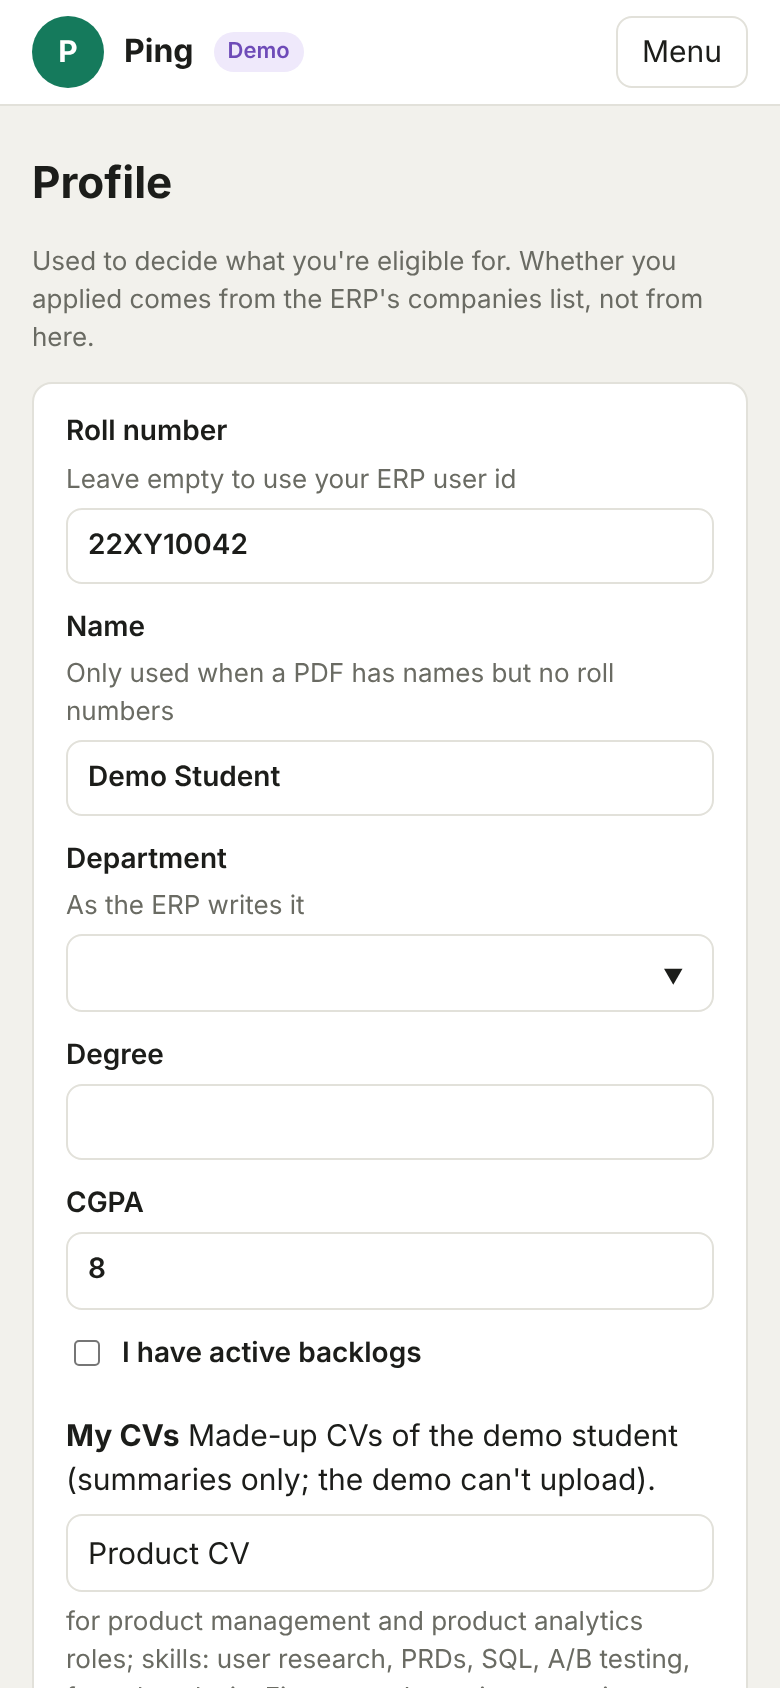 P Ping Demo Menu
Profile
Used to decide what you're eligible for. Whether you
applied comes from the ERP's companies list, not from
here.
Roll number
Leave empty to use your ERP user id
22XY10042
Name
Only used when a PDF has names but no roll
numbers
Demo Student
Department
As the ERP writes it
Degree
CGPA
8
I have active backlogs
My CVs Made-up CVs of the demo student
(summaries only; the demo can't upload).
Product CV
for product management and product analytics
roles; skills: user research, PRDs, SQL, A/B testing,